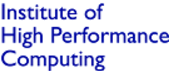 Institute of
High Performance
Computing